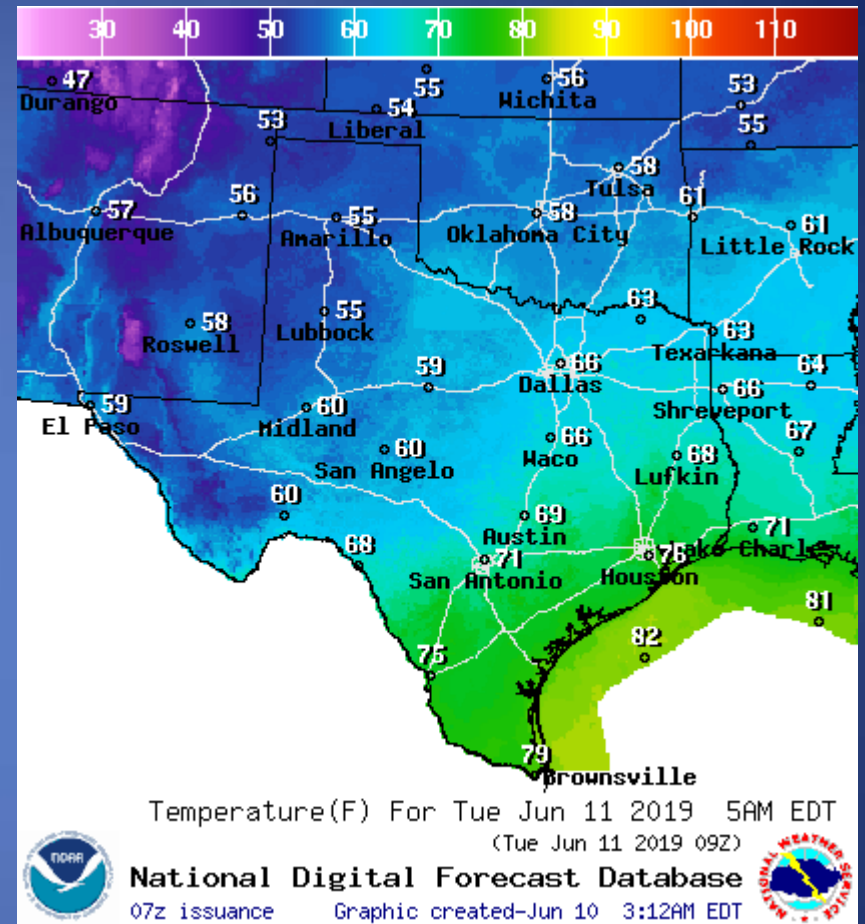 30 40 50 60 70 80 90 100 110
47
Durango
55
56
Wichita
53
54
Liberal
53
55
58
Tulsa
57
Albuquerque
56
55
Amarillo
58
Oklahoma City
61
61
Little Rock
58
Roswell
55
Lubbock
63
63
Texarkana
59
66
Dallas
64
66
Shreveport
59
El Paso
60
Midland
60
San Angelo
66
Waco
68
Lufkin
67
60
69
Austin
71
Lake Charles
68
71
San Antonio
76
Houston
81
82
75
79
Brownsville
Temperature(F) For Tue Jun 11 2019 5AM EDT
(Tue Jun 11 2019 09Z)
NOAA
National Digital Forecast Database
07z issuance Graphic created-Jun 10 3:12AM EDT
NATIONAL WEATHER SERVICE